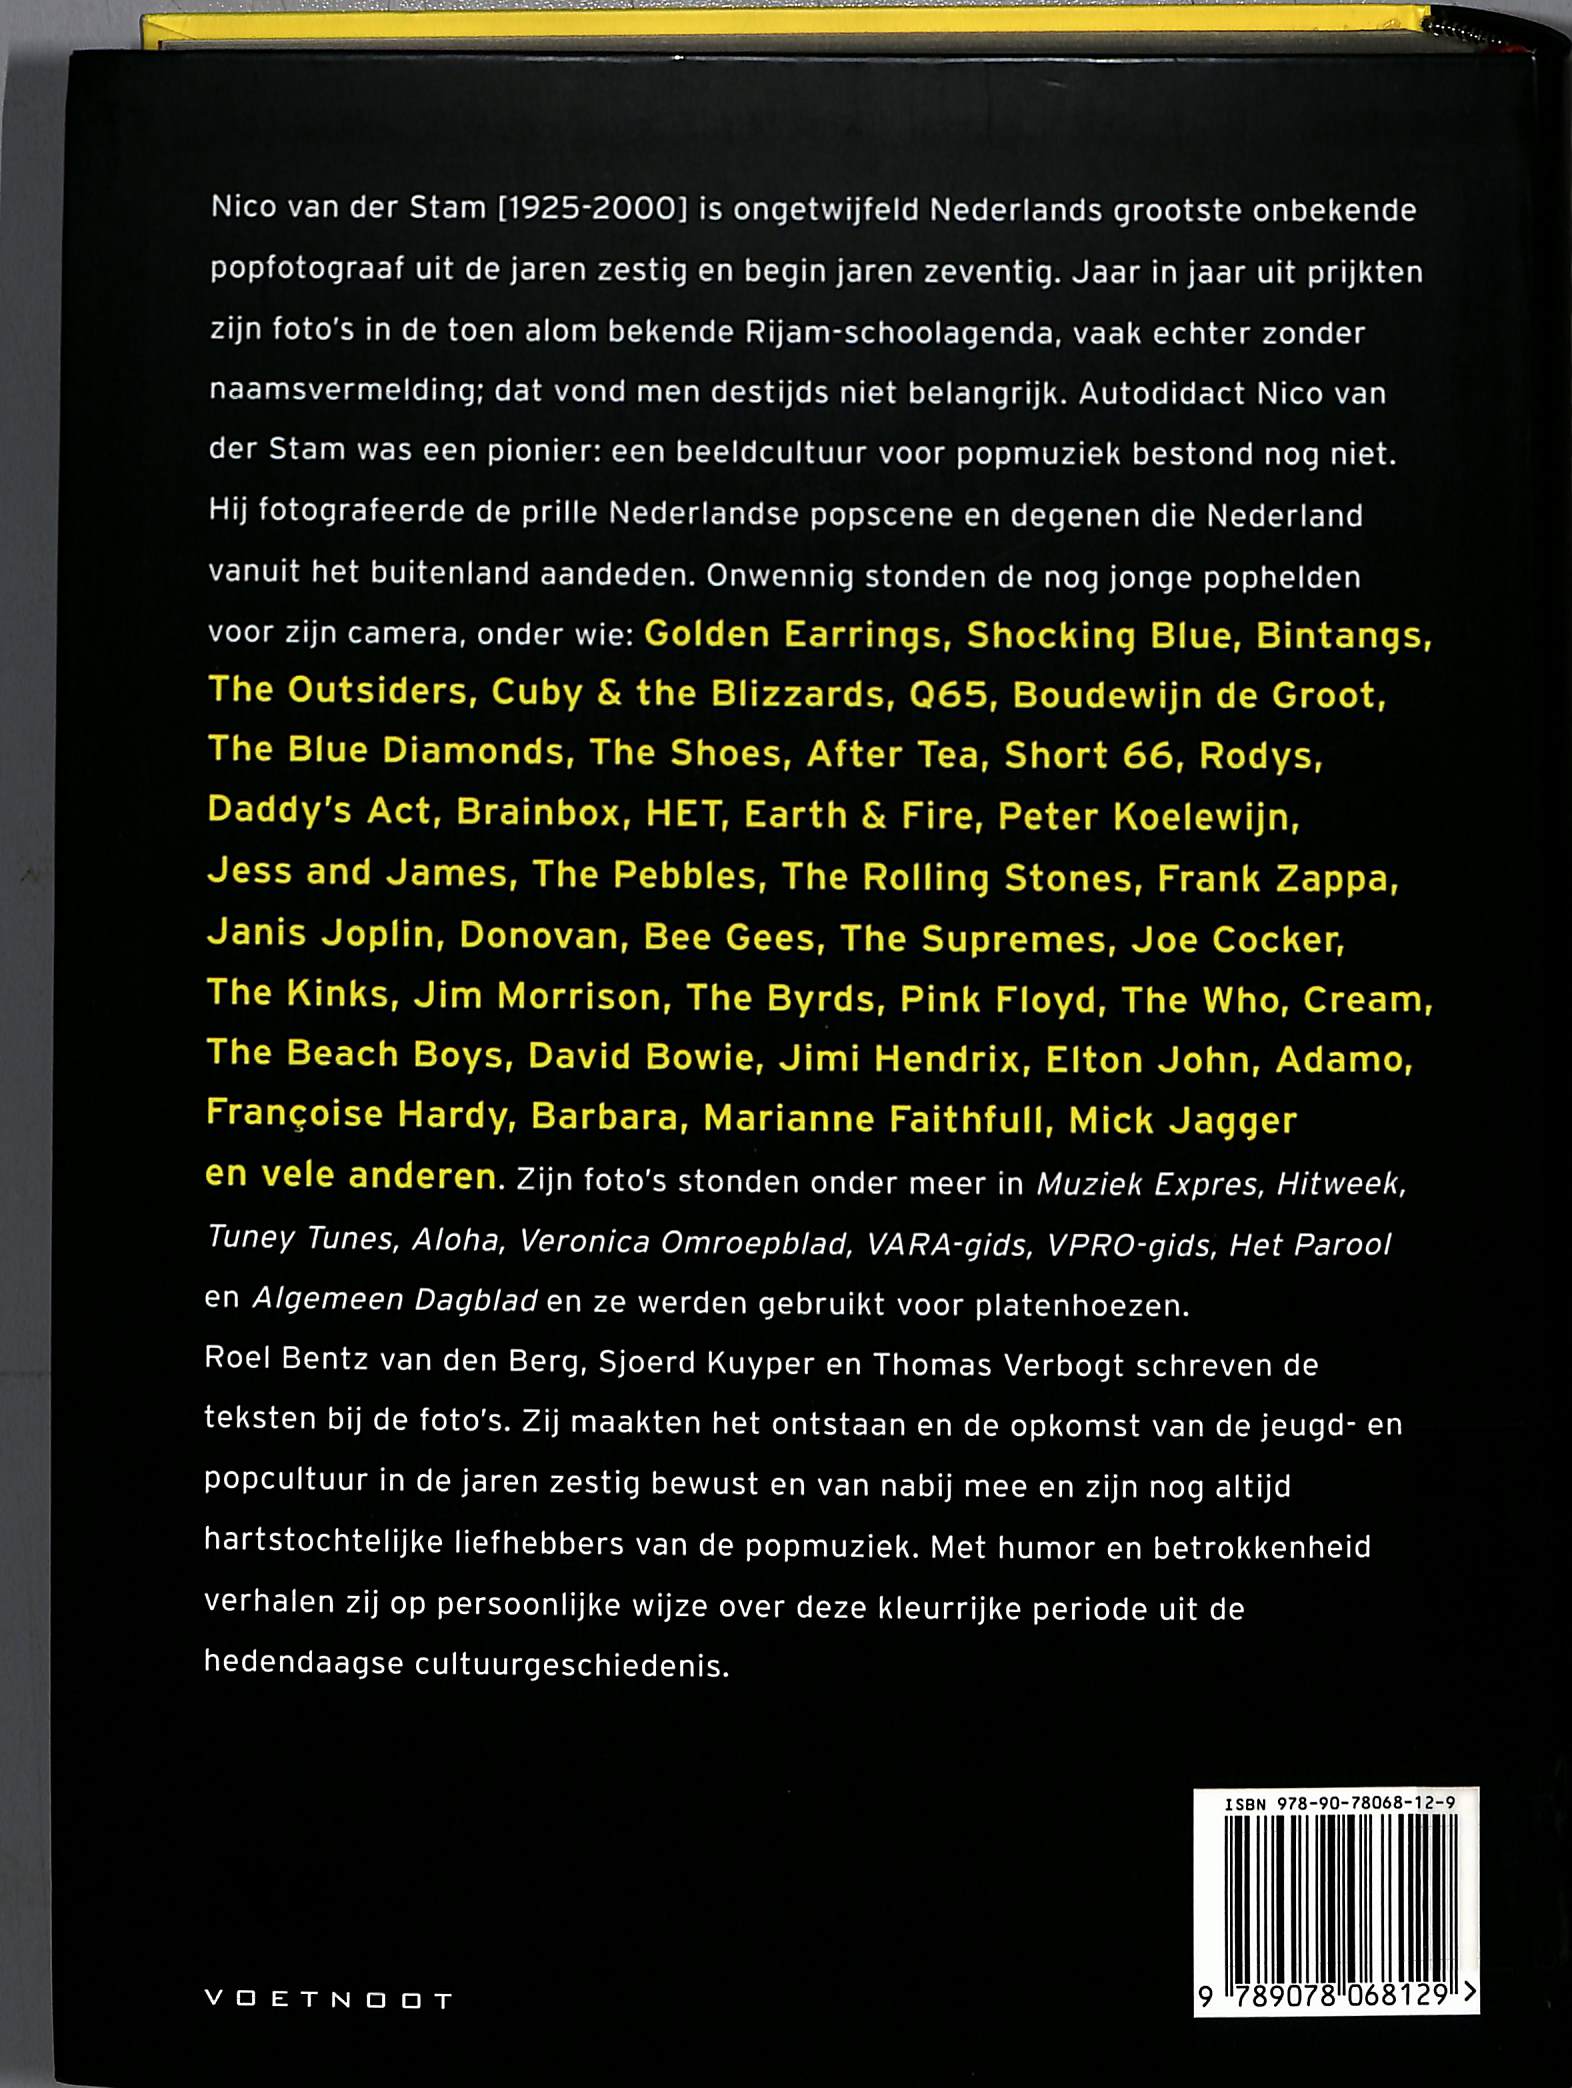 Nico van der Stam [1925-2000] is ongetwijfeld Nederlands grootste onbekende
popfotograaf uit de jaren zestig en begin jaren zeventig. Jaar in jaar uit prijkten
zijn foto's in de toen alom bekende Rijam-schoolagenda, vaak echter zonder
naamsvermelding; dat vond men destijds niet belangrijk. Autodidact Nico van
der Stam was een pionier: een beeldcultuur voor popmuziek bestond nog niet.
Hij fotografeerde de prille Nederlandse popscene en degenen die Nederland
vanuit het buitenland aandeden. Onwennig stonden de nog jonge pophelden
voor zijn camera, onder wie: Golden Earrings, Shocking Blue, Bintangs,
The Outsiders, Cuby & the Blizzards, Q65, Boudewijn de Groot,
The Blue Diamonds, The Shoes, After Tea, Short 66, Rodys,
Daddy's Act, Brainbox, HET, Earth & Fire, Peter Koelewijn,
Jess and James, The Pebbles, The Rolling Stones, Frank Zappa,
Janis Joplin, Donovan, Bee Gees, The Supremes, Joe Cocker,
The Kinks, Jim Morrison, The Byrds, Pink Floyd, The Who, Cream,
The Beach Boys, David Bowie, Jimi Hendrix, Elton John, Adamo,
Françoise Hardy, Barbara, Marianne Faithfull, Mick Jagger
en vele anderen. Zijn foto's stonden onder meer in Muziek Expres, Hitweek,
Tuney Tunes, Aloha, Veronica Omroepblad, VARA-gids, VPRO-gids, Het Parool
en Algemeen Dagblad en ze werden gebruikt voor platenhoezen.
Roel Bentz van den Berg, Sjoerd Kuyper en Thomas Verbogt schreven de
teksten bij de foto's. Zij maakten het ontstaan en de opkomst van de jeugd- en
popcultuur in de jaren zestig bewust en van nabij mee en zijn nog altijd
hartstochtelijke liefhebbers van de popmuziek. Met humor en betrokkenheid
verhalen zij op persoonlijke wijze over deze kleurrijke periode uit de
hedendaagse cultuurgeschiedenis.
ISBN 978-90-78068-12-9
9 789078 068129 >
VOETNOOT